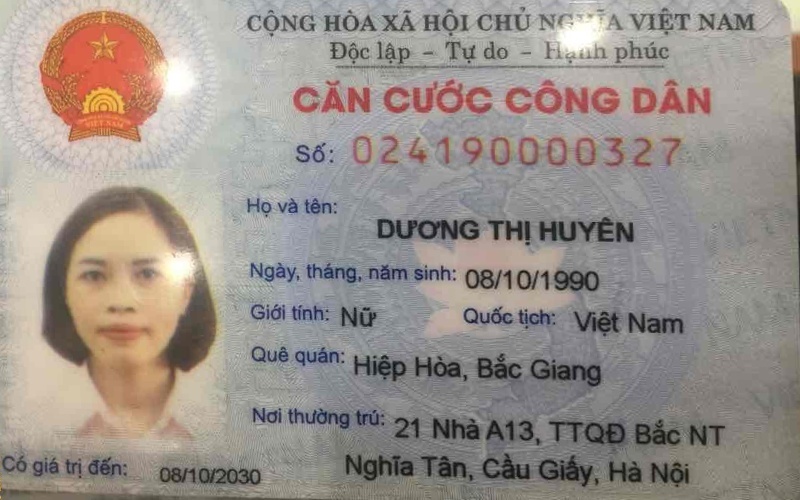 CỘNG HÒA XÃ HỘI CHỦ NGHĨA VIỆT NAM
Độc lập - Tự do - Hạnh phúc
CĂN CƯỚC CÔNG DÂN
Số: 024190000327
Họ và tên:
DƯƠNG THỊ HUYÊN
Ngày, tháng, năm sinh: 08/10/1990
Giới tính: Nữ Quốc tịch: Việt Nam
Quê quán: Hiệp Hòa, Bắc Giang
Nơi thường trú: 21 Nhà A13, TTQĐ Bắc NT
Nghĩa Tân, Cầu Giấy, Hà Nội
Có giá trị đến: 08/10/2030